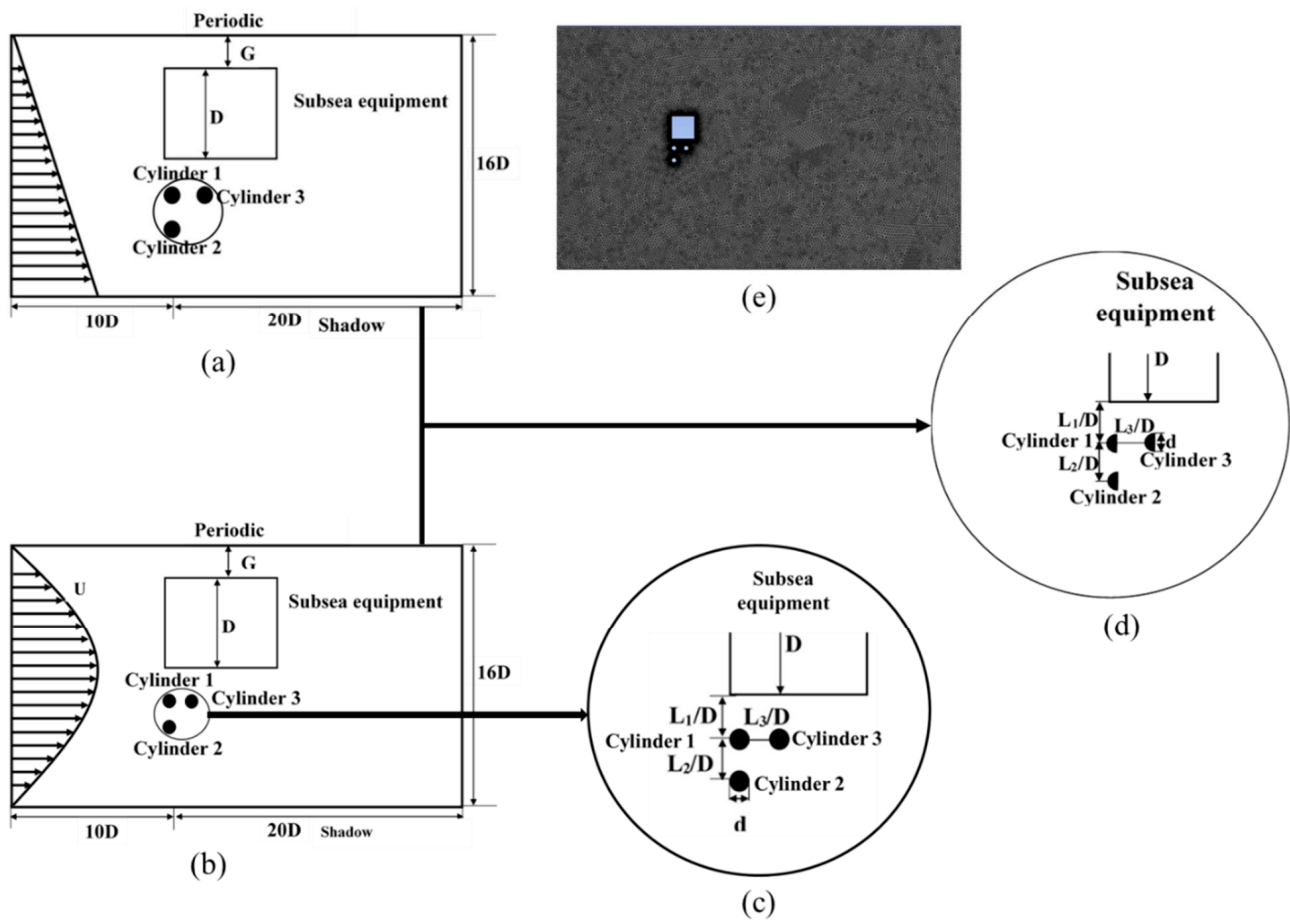 Periodic
G
Subsea equipment
D
Cylinder 1
Cylinder 3
Cylinder 2
16D
10D
20D
Shadow
(a)
(e)
Subsea
equipment
D
L₁/D
L₃/D
Cylinder 1
d
L₂/D
Cylinder 3
Cylinder 2
(d)
Periodic
G
U
Subsea equipment
D
Cylinder 1
Cylinder 3
Cylinder 2
16D
10D
20D
Shadow
(b)
Subsea
equipment
D
L₁/D
L₃/D
Cylinder 1
Cylinder 3
L₂/D
Cylinder 2
d
(c)